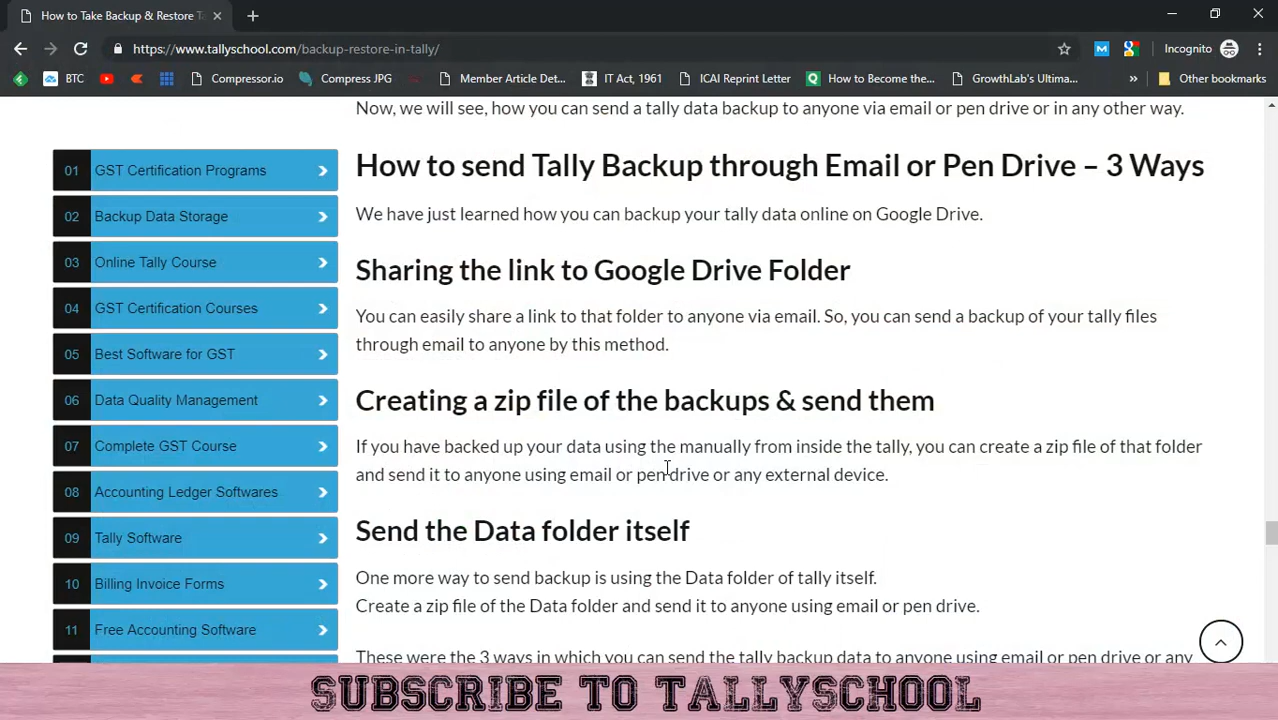 How to Take Backup & Restore Ta
https://www.tallyschool.com/backup-restore-in-tally/
Incognito
BTC
Compressor.io
Compress JPG
Member Article Det...
IT Act, 1961
ICAI Reprint Letter
How to Become the...
GrowthLab's Ultima...
Other bookmarks
Now, we will see, how you can send a tally data backup to anyone via email or pen drive or in any other way.
01 GST Certification Programs
02 Backup Data Storage
03 Online Tally Course
04 GST Certification Courses
05 Best Software for GST
06 Data Quality Management
07 Complete GST Course
08 Accounting Ledger Softwares
09 Tally Software
10 Billing Invoice Forms
11 Free Accounting Software
How to send Tally Backup through Email or Pen Drive – 3 Ways
We have just learned how you can backup your tally data online on Google Drive.
Sharing the link to Google Drive Folder
You can easily share a link to that folder to anyone via email. So, you can send a backup of your tally files
through email to anyone by this method.
Creating a zip file of the backups & send them
If you have backed up your data using the manually from inside the tally, you can create a zip file of that folder
and send it to anyone using email or pen drive or any external device.
Send the Data folder itself
One more way to send backup is using the Data folder of tally itself.
Create a zip file of the Data folder and send it to anyone using email or pen drive.
These were the 3 ways in which you can send the tally backup data to anyone using email or pen drive or any
SUBSCRIBE TO TALLYSCHOOL